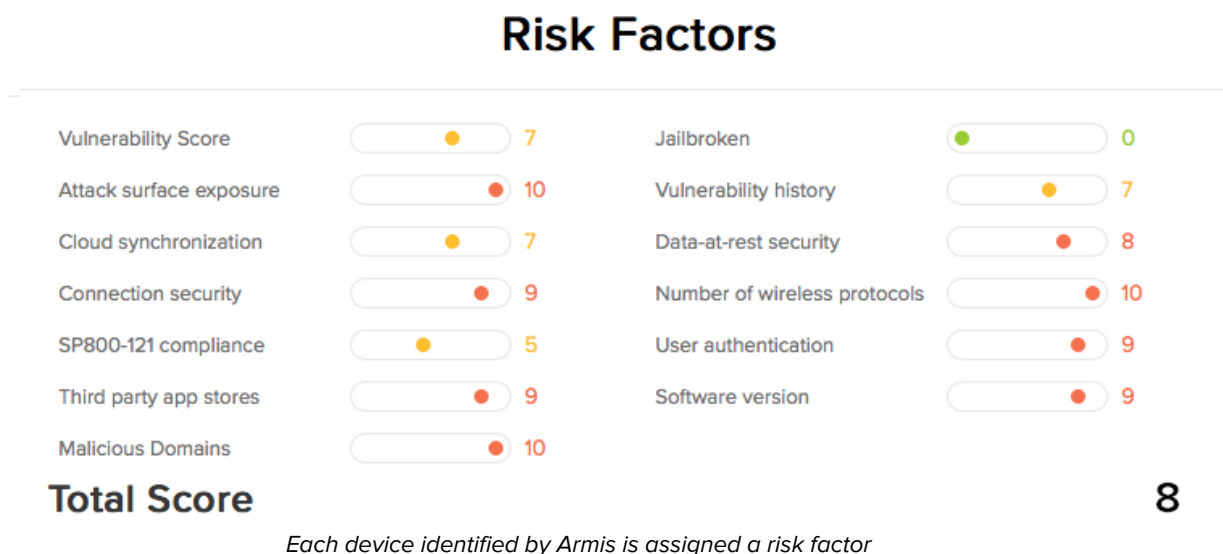 Risk Factors
Vulnerability Score 7
Attack surface exposure 10
Cloud synchronization 7
Connection security 9
SP800-121 compliance 5
Third party app stores 9
Malicious Domains 10
Jailbroken 0
Vulnerability history 7
Data-at-rest security 8
Number of wireless protocols 10
User authentication 9
Software version 9
Total Score 8
Each device identified by Armis is assigned a risk factor